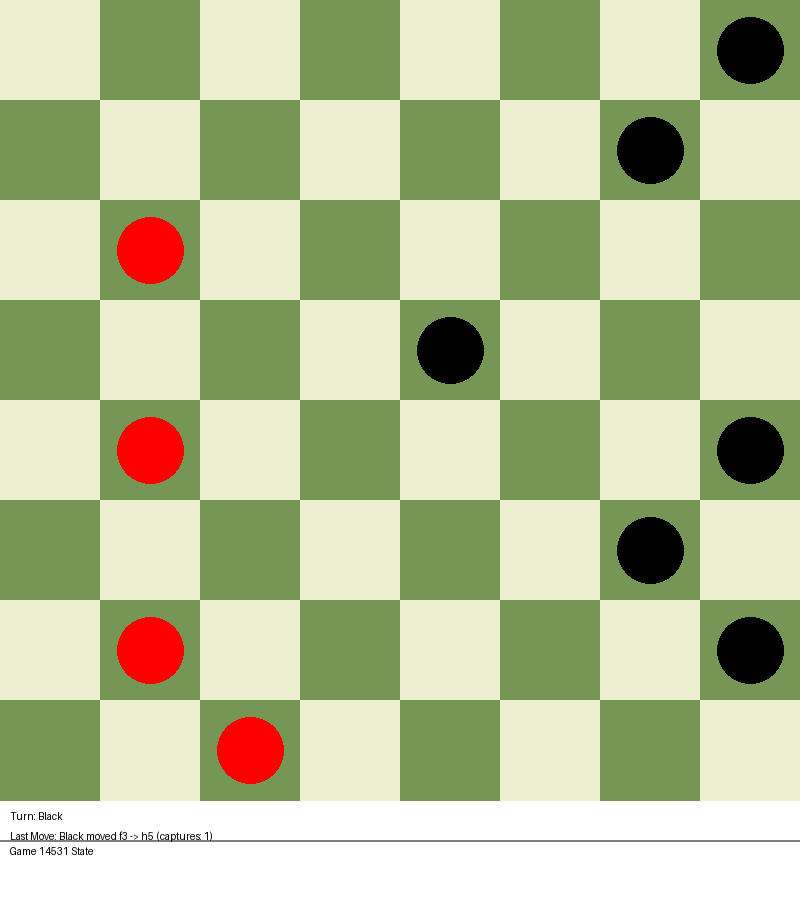 Turn: Black
Last Move: Black moved f3 -> h5 (captures: 1)
Game 14531 State